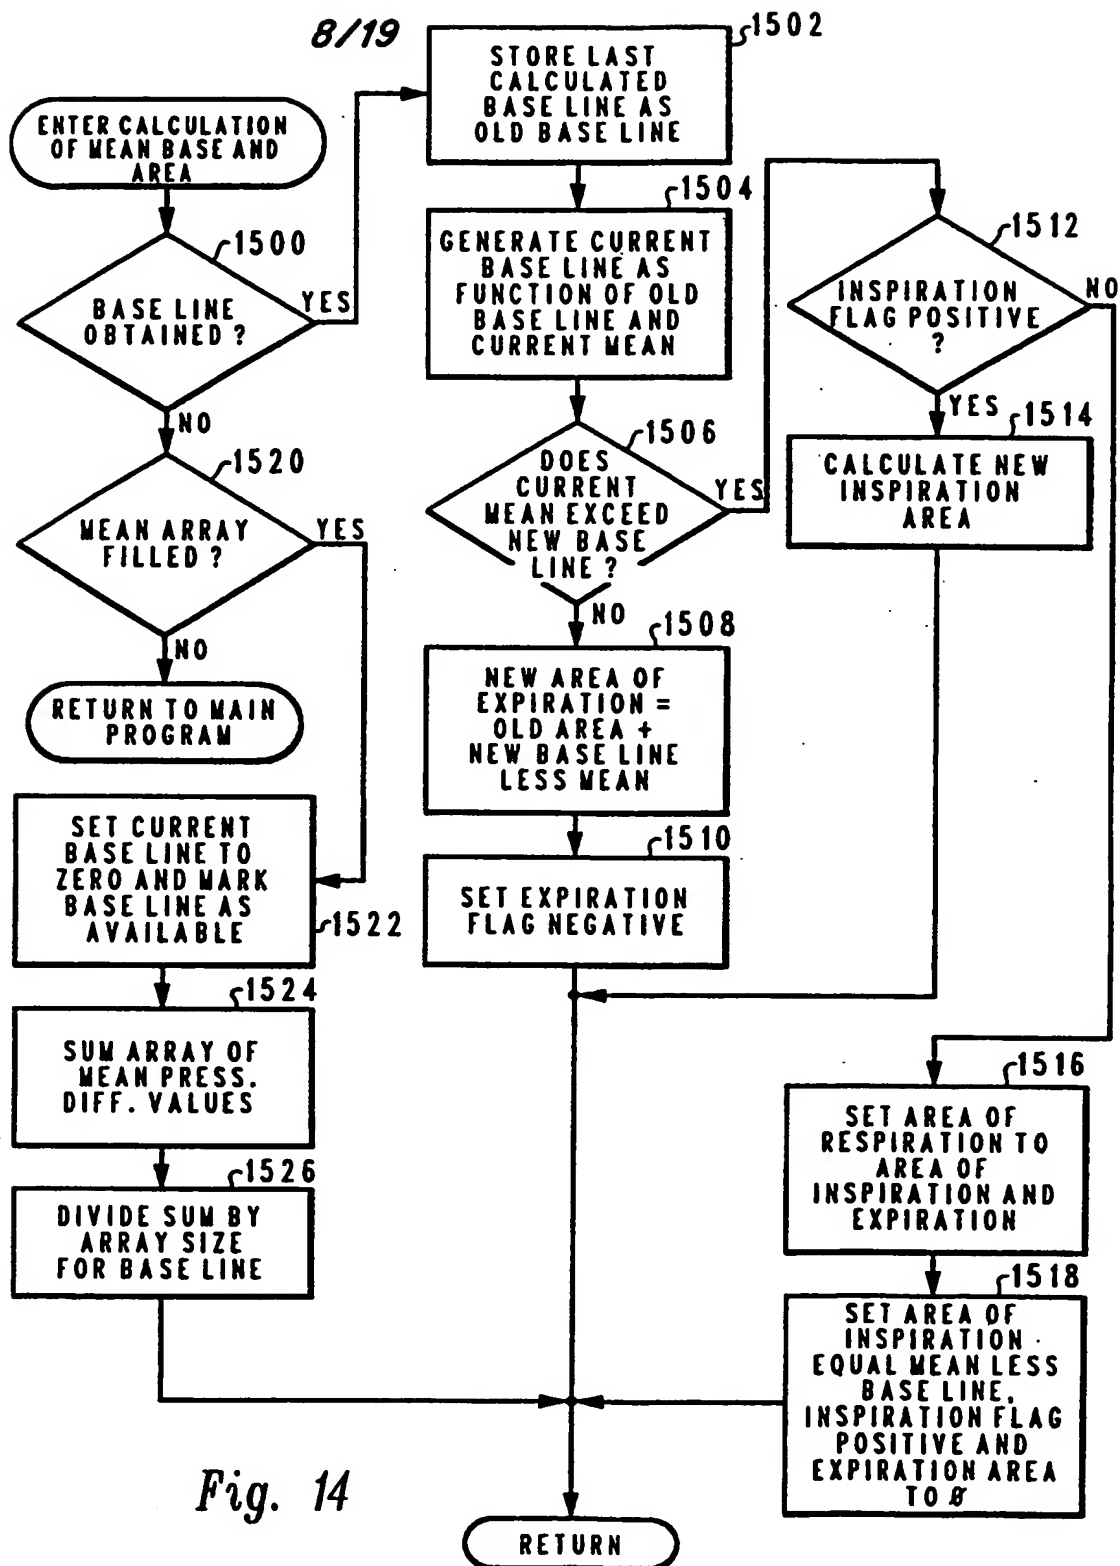 8/19
ENTER CALCULATION
OF MEAN BASE AND
AREA
1500
BASE LINE
OBTAINED ?
YES
NO
1520
MEAN ARRAY
FILLED ?
YES
NO
RETURN TO MAIN
PROGRAM
SET CURRENT
BASE LINE TO
ZERO AND MARK
BASE LINE AS
AVAILABLE
1522
1524
SUM ARRAY OF
MEAN PRESS.
DIFF. VALUES
1526
DIVIDE SUM BY
ARRAY SIZE
FOR BASE LINE
1502
STORE LAST
CALCULATED
BASE LINE AS
OLD BASE LINE
1504
GENERATE CURRENT
BASE LINE AS
FUNCTION OF OLD
BASE LINE AND
CURRENT MEAN
1506
DOES
CURRENT
MEAN EXCEED
NEW BASE
LINE ?
YES
NO
1508
NEW AREA OF
EXPIRATION =
OLD AREA +
NEW BASE LINE
LESS MEAN
1510
SET EXPIRATION
FLAG NEGATIVE
1512
INSPIRATION
FLAG POSITIVE
?
NO
YES
1514
CALCULATE NEW
INSPIRATION
AREA
1516
SET AREA OF
RESPIRATION TO
AREA OF
INSPIRATION AND
EXPIRATION
1518
SET AREA OF
INSPIRATION
EQUAL MEAN LESS
BASE LINE,
INSPIRATION FLAG
POSITIVE AND
EXPIRATION AREA
TO 0
RETURN
Fig. 14